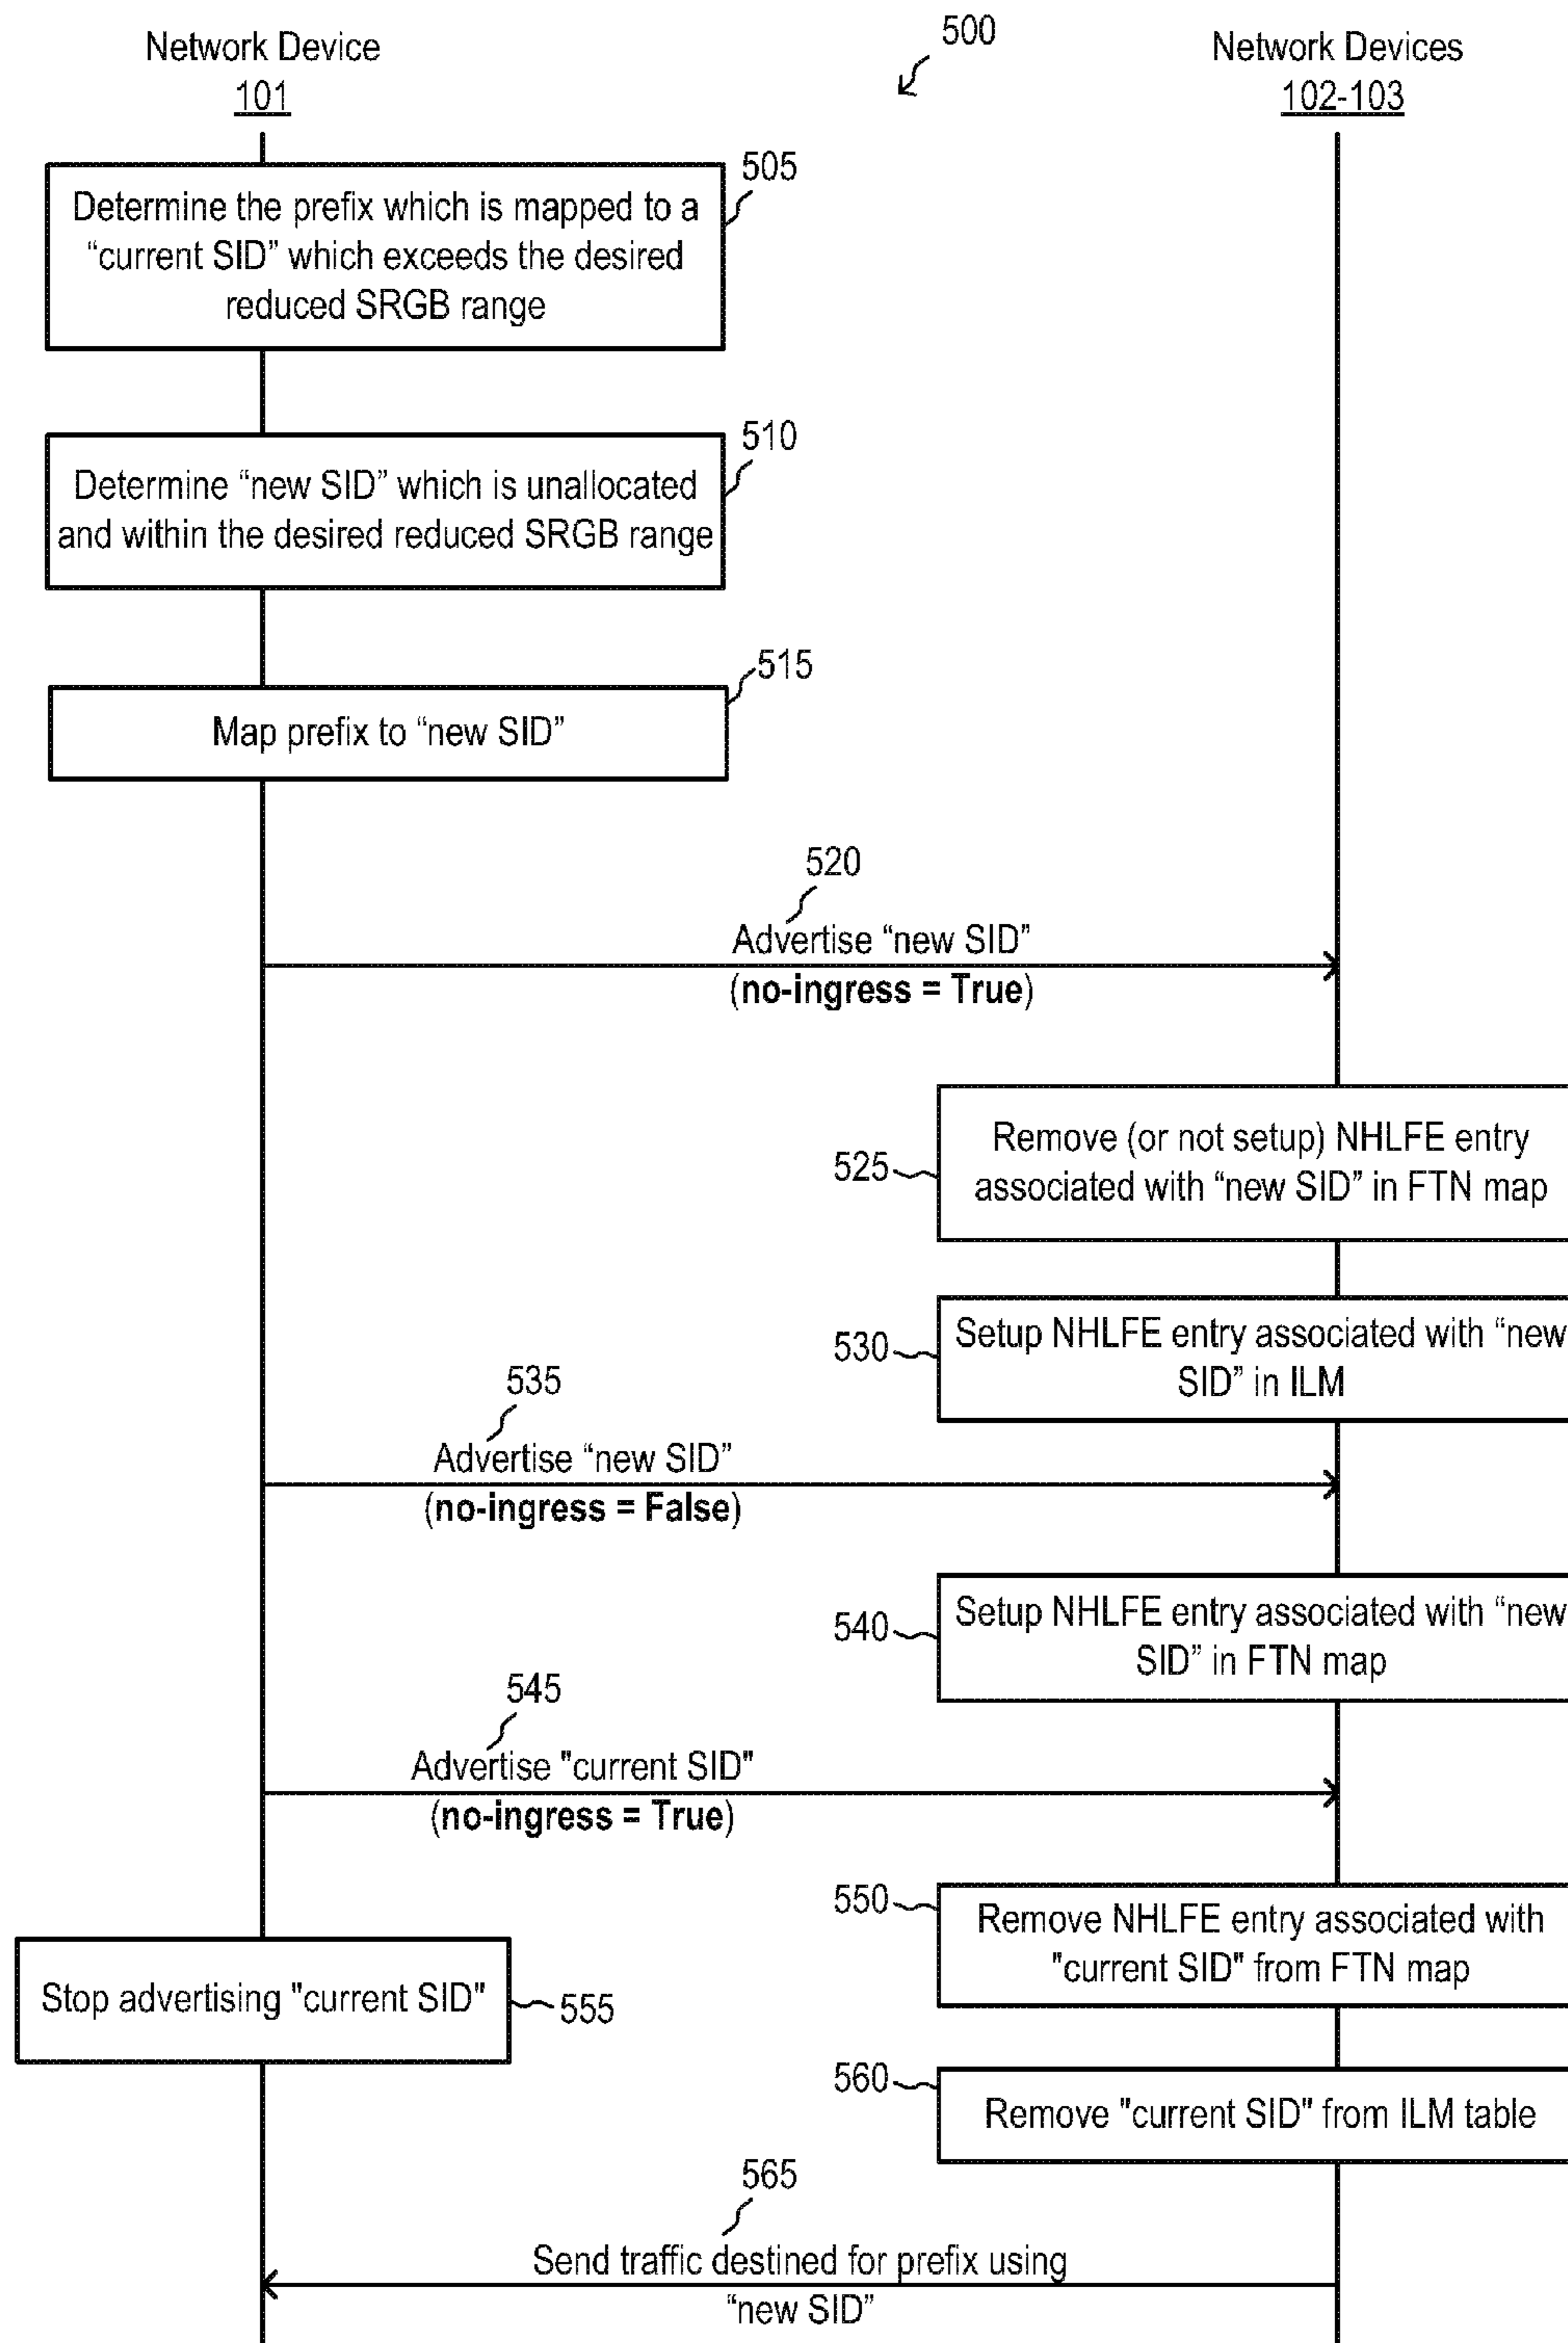 500
Network Device
101
Network Devices
102-103
505
Determine the prefix which is mapped to a
“current SID” which exceeds the desired
reduced SRGB range
510
Determine “new SID” which is unallocated
and within the desired reduced SRGB range
515
Map prefix to “new SID”
520
Advertise “new SID”
(no-ingress = True)
525
Remove (or not setup) NHLFE entry
associated with “new SID” in FTN map
530
Setup NHLFE entry associated with “new
SID” in ILM
535
Advertise “new SID”
(no-ingress = False)
540
Setup NHLFE entry associated with “new
SID” in FTN map
545
Advertise "current SID"
(no-ingress = True)
550
Remove NHLFE entry associated with
"current SID" from FTN map
Stop advertising "current SID"
555
560
Remove "current SID" from ILM table
565
Send traffic destined for prefix using
“new SID”